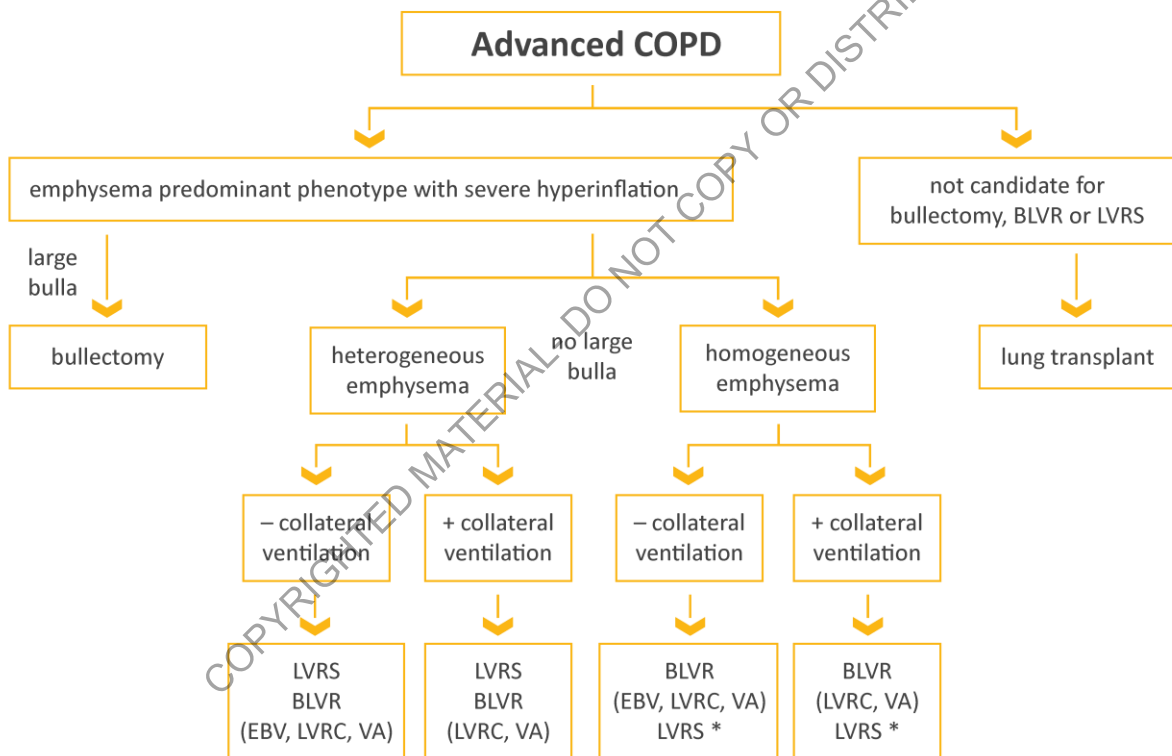 Advanced COPD
emphysema predominant phenotype with severe hyperinflation
not candidate for
bullectomy, BLVR or LVRS
large
bulla
bullectomy
heterogeneous
emphysema
no large
bulla
homogeneous
emphysema
lung transplant
– collateral
ventilation
+ collateral
ventilation
– collateral
ventilation
+ collateral
ventilation
LVRS
BLVR
(EBV, LVRC, VA)
LVRS
BLVR
(LVRC, VA)
BLVR
(EBV, LVRC, VA)
LVRS *
BLVR
(LVRC, VA)
LVRS *
COPYRIGHTED MATERIAL - DO NOT COPY OR